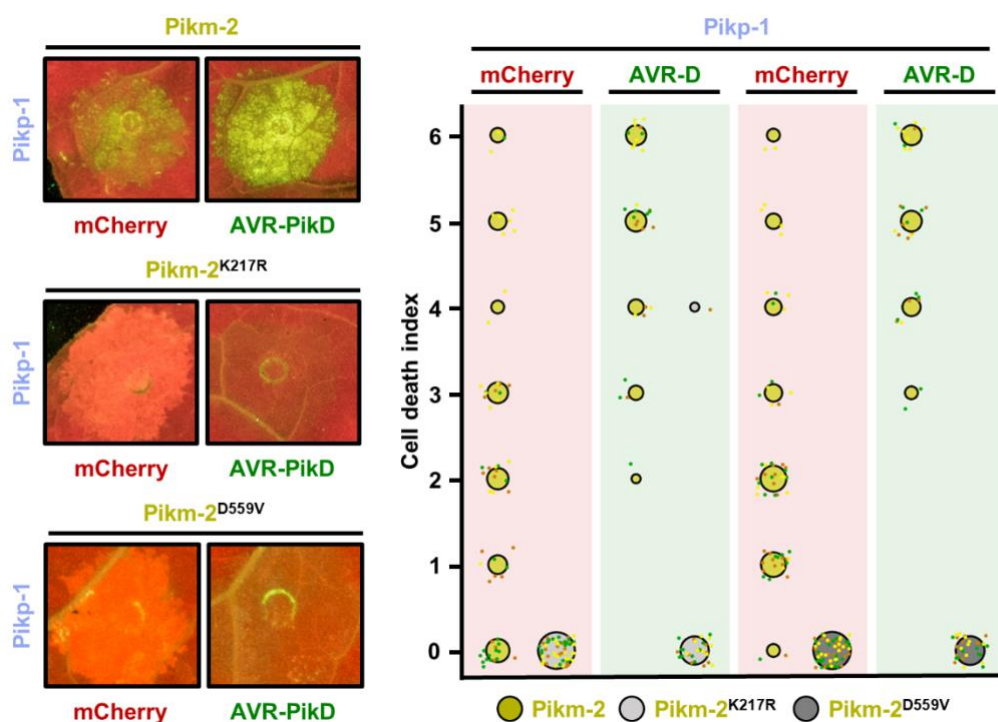 Pikm-2
Pikp-1
mCherry AVR-PikD
Pikm-2K217R
Pikp-1
mCherry AVR-PikD
Pikm-2D559V
Pikp-1
mCherry AVR-PikD
Pikp-1
mCherry AVR-D mCherry AVR-D
Cell death index
6
5
4
3
2
1
0
Pikm-2 Pikm-2K217R Pikm-2D559V